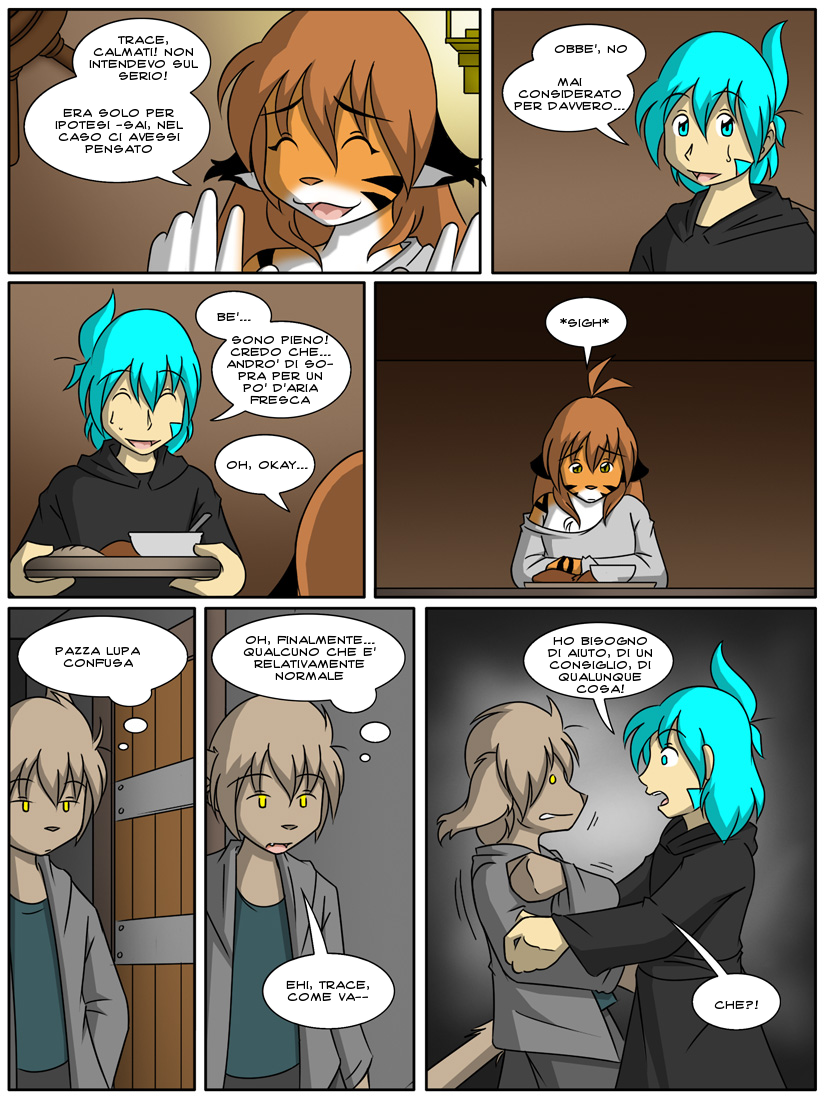 TRACE,
CALMATI! NON
INTENDEVO SUL
SERIO!
ERA SOLO PER
IPOTESI -SAI, NEL
CASO CI AVESSI
PENSATO
OBBE', NO
MAI
CONSIDERATO
PER DAVVERO...
BE'...
SONO PIENO!
CREDO CHE...
ANDRO' DI SO-
PRA PER UN
PO' D'ARIA
FRESCA
OH, OKAY...
*SIGH*
PAZZA LUPA
CONFUSA
OH, FINALMENTE...
QUALCUNO CHE E'
RELATIVAMENTE
NORMALE
EHI, TRACE,
COME VA--
HO BISOGNO
DI AIUTO, DI UN
CONSIGLIO, DI
QUALUNQUE
COSA!
CHE?!